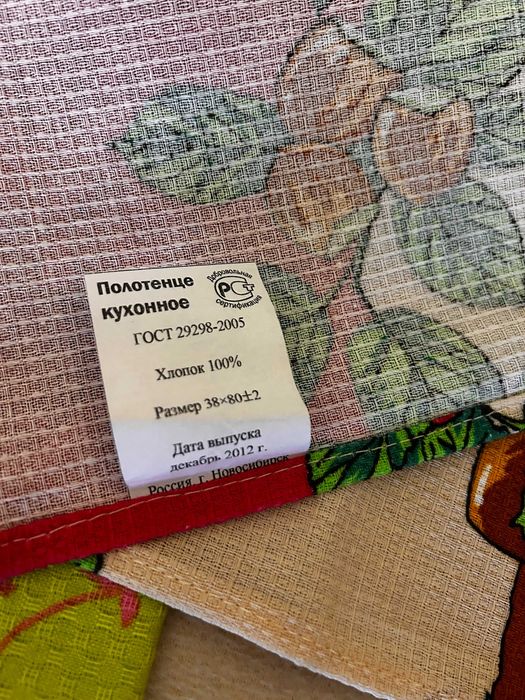 Полотенце
кухонное
Добровольная
РСТ
сертификация
ГОСТ 29298-2005
Хлопок 100%
Размер 38×80±2
Дата выпуска
декабрь 2012 г.
Россия, г. Новосибирск